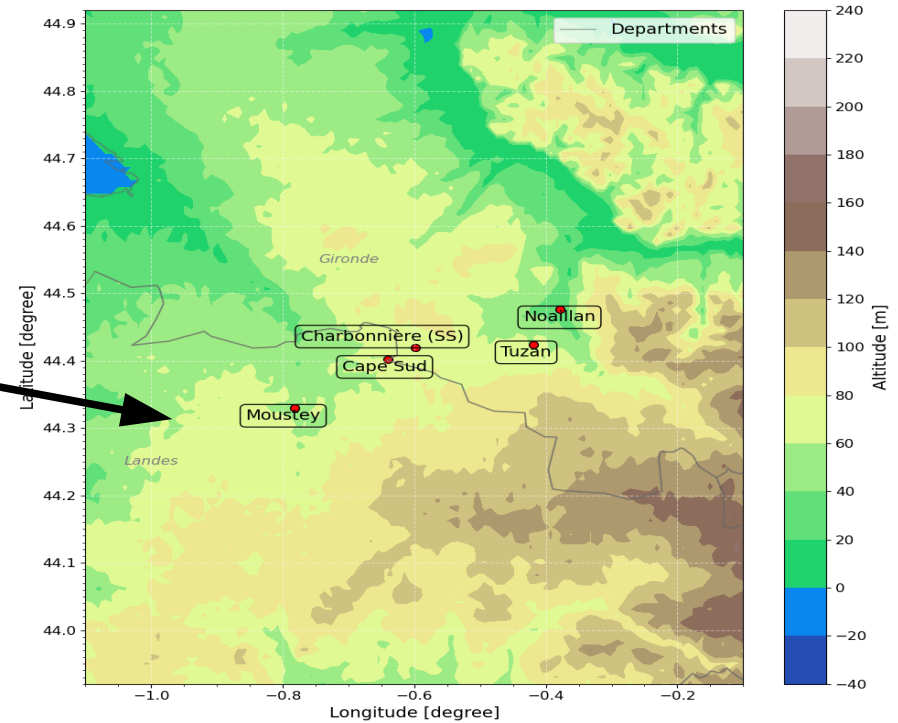 44.9
44.8
44.7
44.6
44.5
44.4
44.3
44.2
44.1
44.0
Latitude [degree]
Departments
Gironde
Noaillan
Charbonnière (SS)
Tuzan
Cape Sud
Moustey
Landes
−1.0
−0.8
−0.6
−0.4
−0.2
Longitude [degree]
240
220
200
180
160
140
120
100
80
60
40
20
0
−20
−40
Altitude [m]